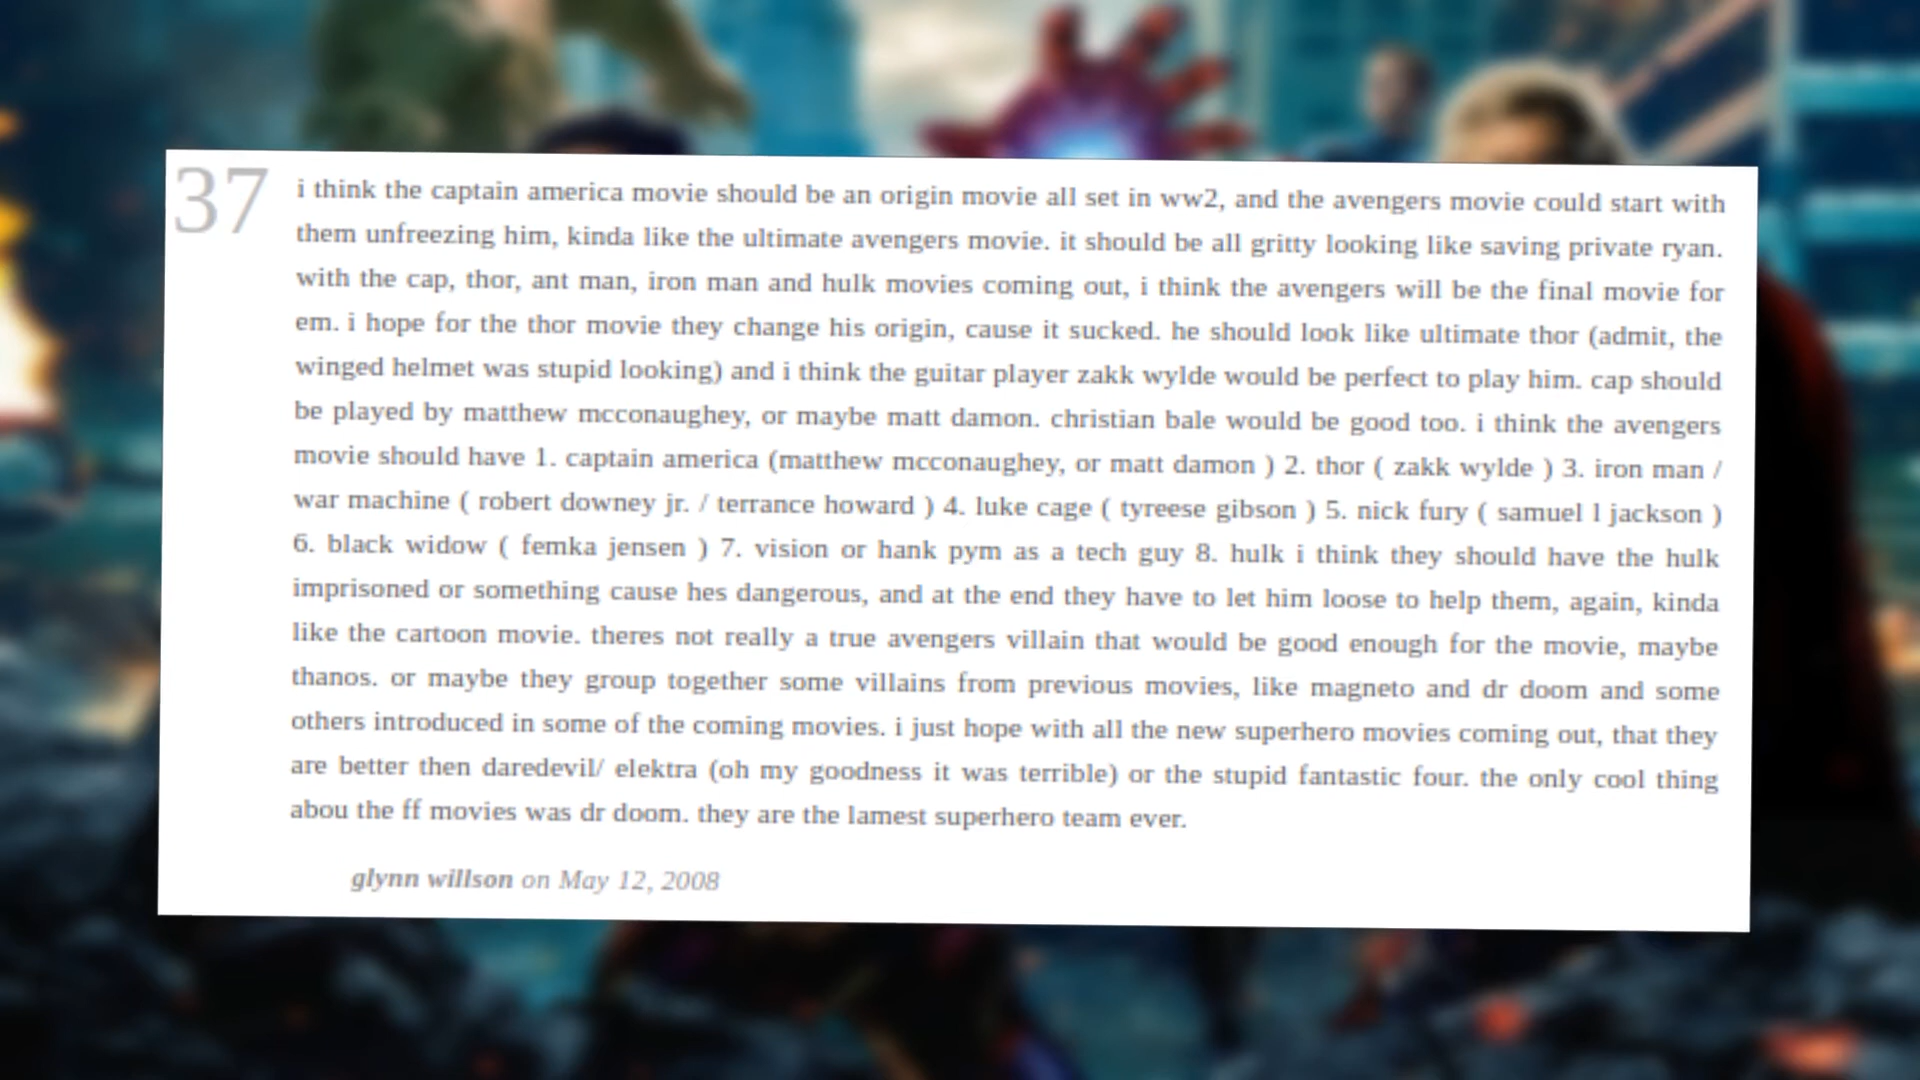 37
i think the captain america movie should be an origin movie all set in ww2, and the avengers movie could start with
them unfreezing him, kinda like the ultimate avengers movie. it should be all gritty looking like saving private ryan.
with the cap, thor, ant man, iron man and hulk movies coming out, i think the avengers will be the final movie for
em. i hope for the thor movie they change his origin, cause it sucked. he should look like ultimate thor (admit, the
winged helmet was stupid looking) and i think the guitar player zakk wylde would be perfect to play him. cap should
be played by matthew mcconaughey, or maybe matt damon. christian bale would be good too. i think the avengers
movie should have 1. captain america (matthew mcconaughey, or matt damon ) 2. thor ( zakk wylde ) 3. iron man /
war machine ( robert downey jr. / terrance howard ) 4. luke cage ( tyreese gibson ) 5. nick fury ( samuel l jackson )
6. black widow ( femka jensen ) 7. vision or hank pym as a tech guy 8. hulk i think they should have the hulk
imprisoned or something cause hes dangerous, and at the end they have to let him loose to help them, again, kinda
like the cartoon movie. theres not really a true avengers villain that would be good enough for the movie, maybe
thanos. or maybe they group together some villains from previous movies, like magneto and dr doom and some
others introduced in some of the coming movies. i just hope with all the new superhero movies coming out, that they
are better then daredevil/ elektra (oh my goodness it was terrible) or the stupid fantastic four. the only cool thing
abou the ff movies was dr doom. they are the lamest superhero team ever.
glynn willson on May 12, 2008